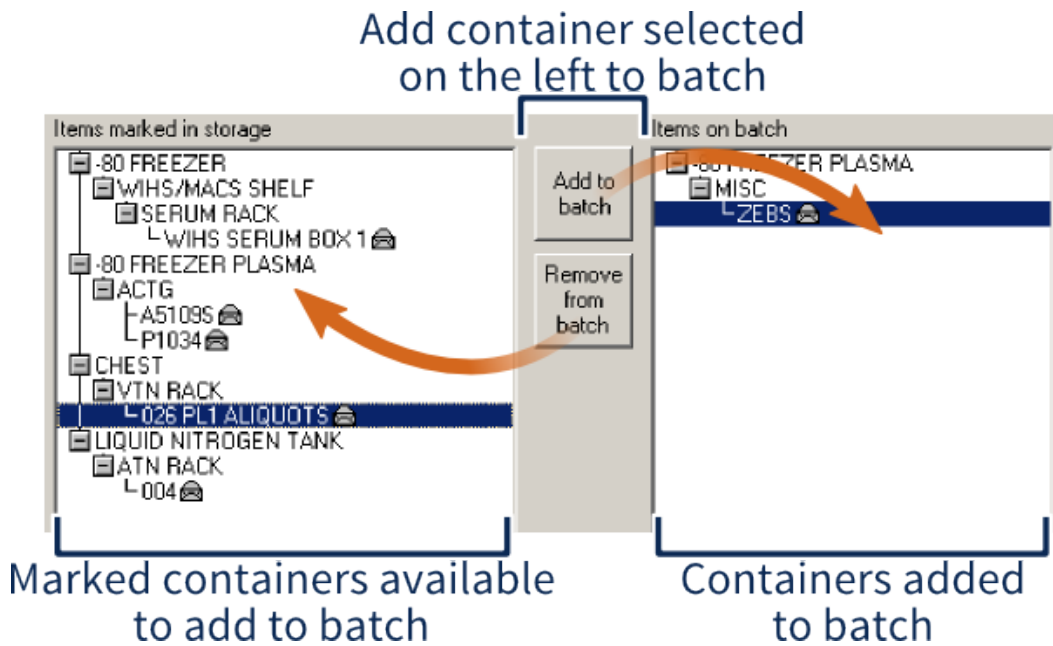 Add container selected
on the left to batch
Items marked in storage
-80 FREEZER
WIHS/MACS SHELF
SERUM RACK
WIHS SERUM BOX 1
-80 FREEZER PLASMA
ACTG
A5109S
P1034
CHEST
VTN RACK
026 PL1 ALIQUOTS
LIQUID NITROGEN TANK
ATN RACK
004
Add to
batch
Remove
from
batch
Items on batch
-80 FREEZER PLASMA
MISC
ZEBS
Marked containers available
to add to batch
Containers added
to batch